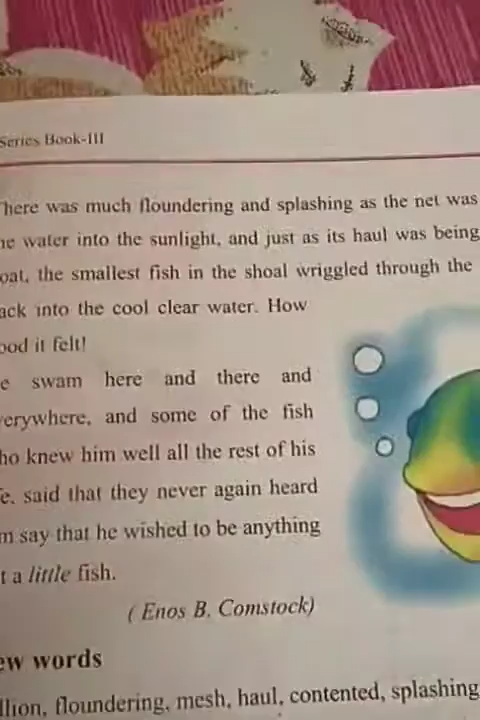 Series Book-III
There was much floundering and splashing as the net was
he water into the sunlight, and just as its haul was being
oat, the smallest fish in the shoal wriggled through the
ack into the cool clear water. How
ood it felt!
e swam here and there and
verywhere, and some of the fish
ho knew him well all the rest of his
fe, said that they never again heard
m say that he wished to be anything
t a little fish.
( Enos B. Comstock)
ew words
llion, floundering, mesh, haul, contented, splashing